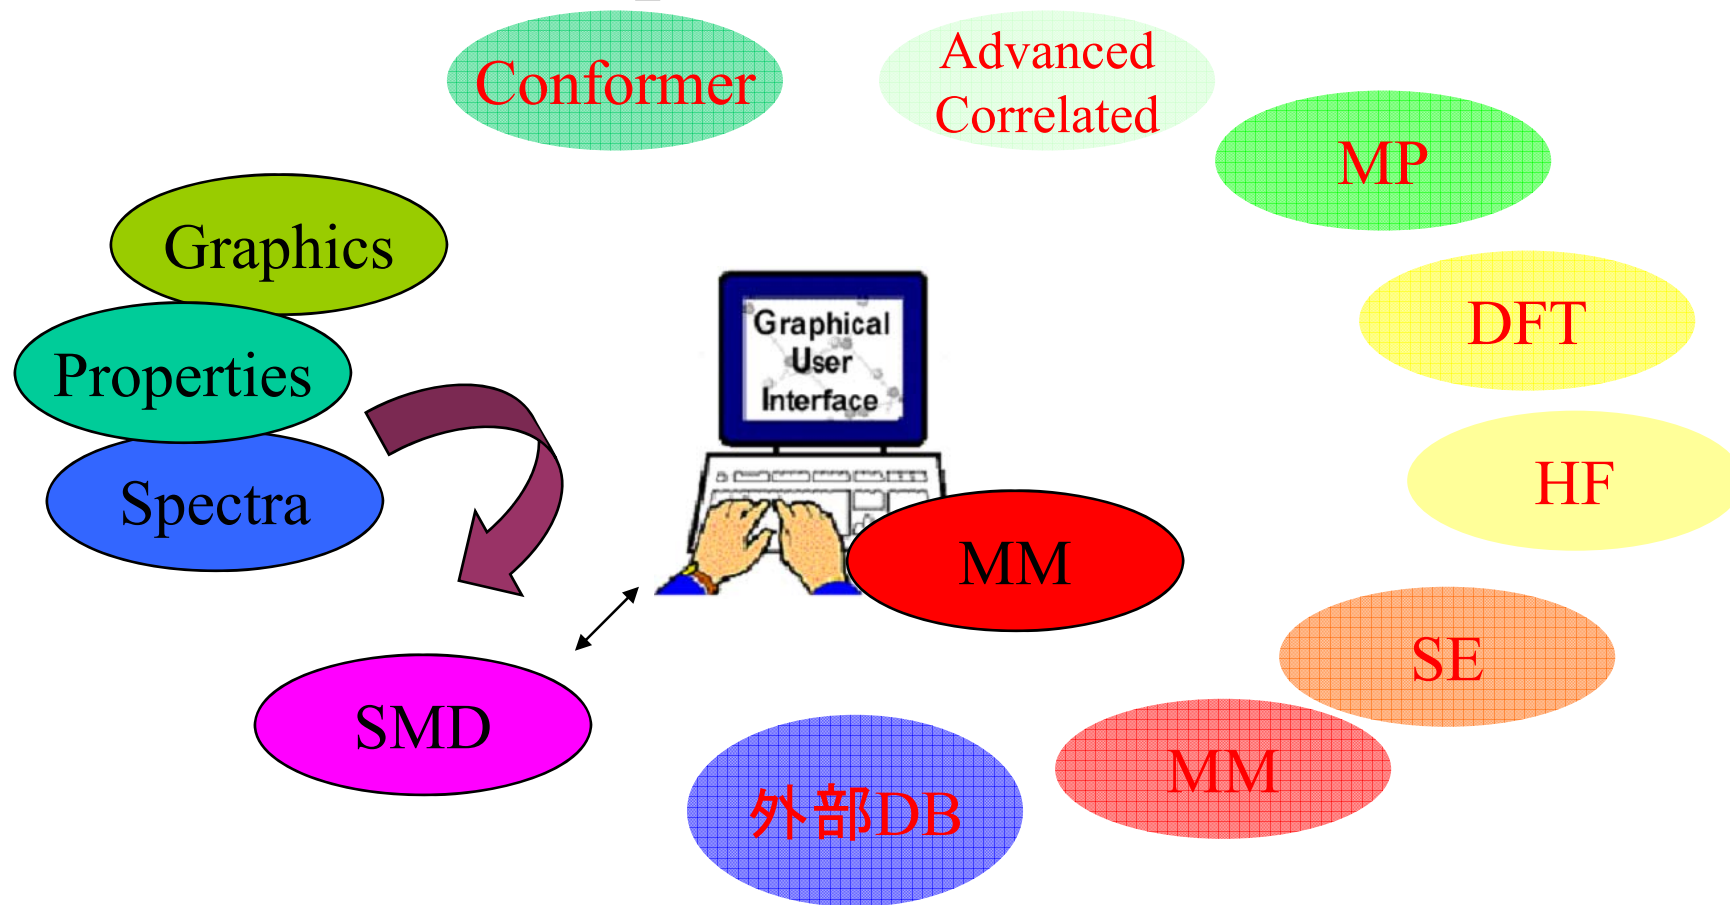 Conformer
Advanced
Correlated
MP
Graphics
DFT
Properties
Graphical
User
Interface
HF
Spectra
MM
SE
SMD
MM
外部DB